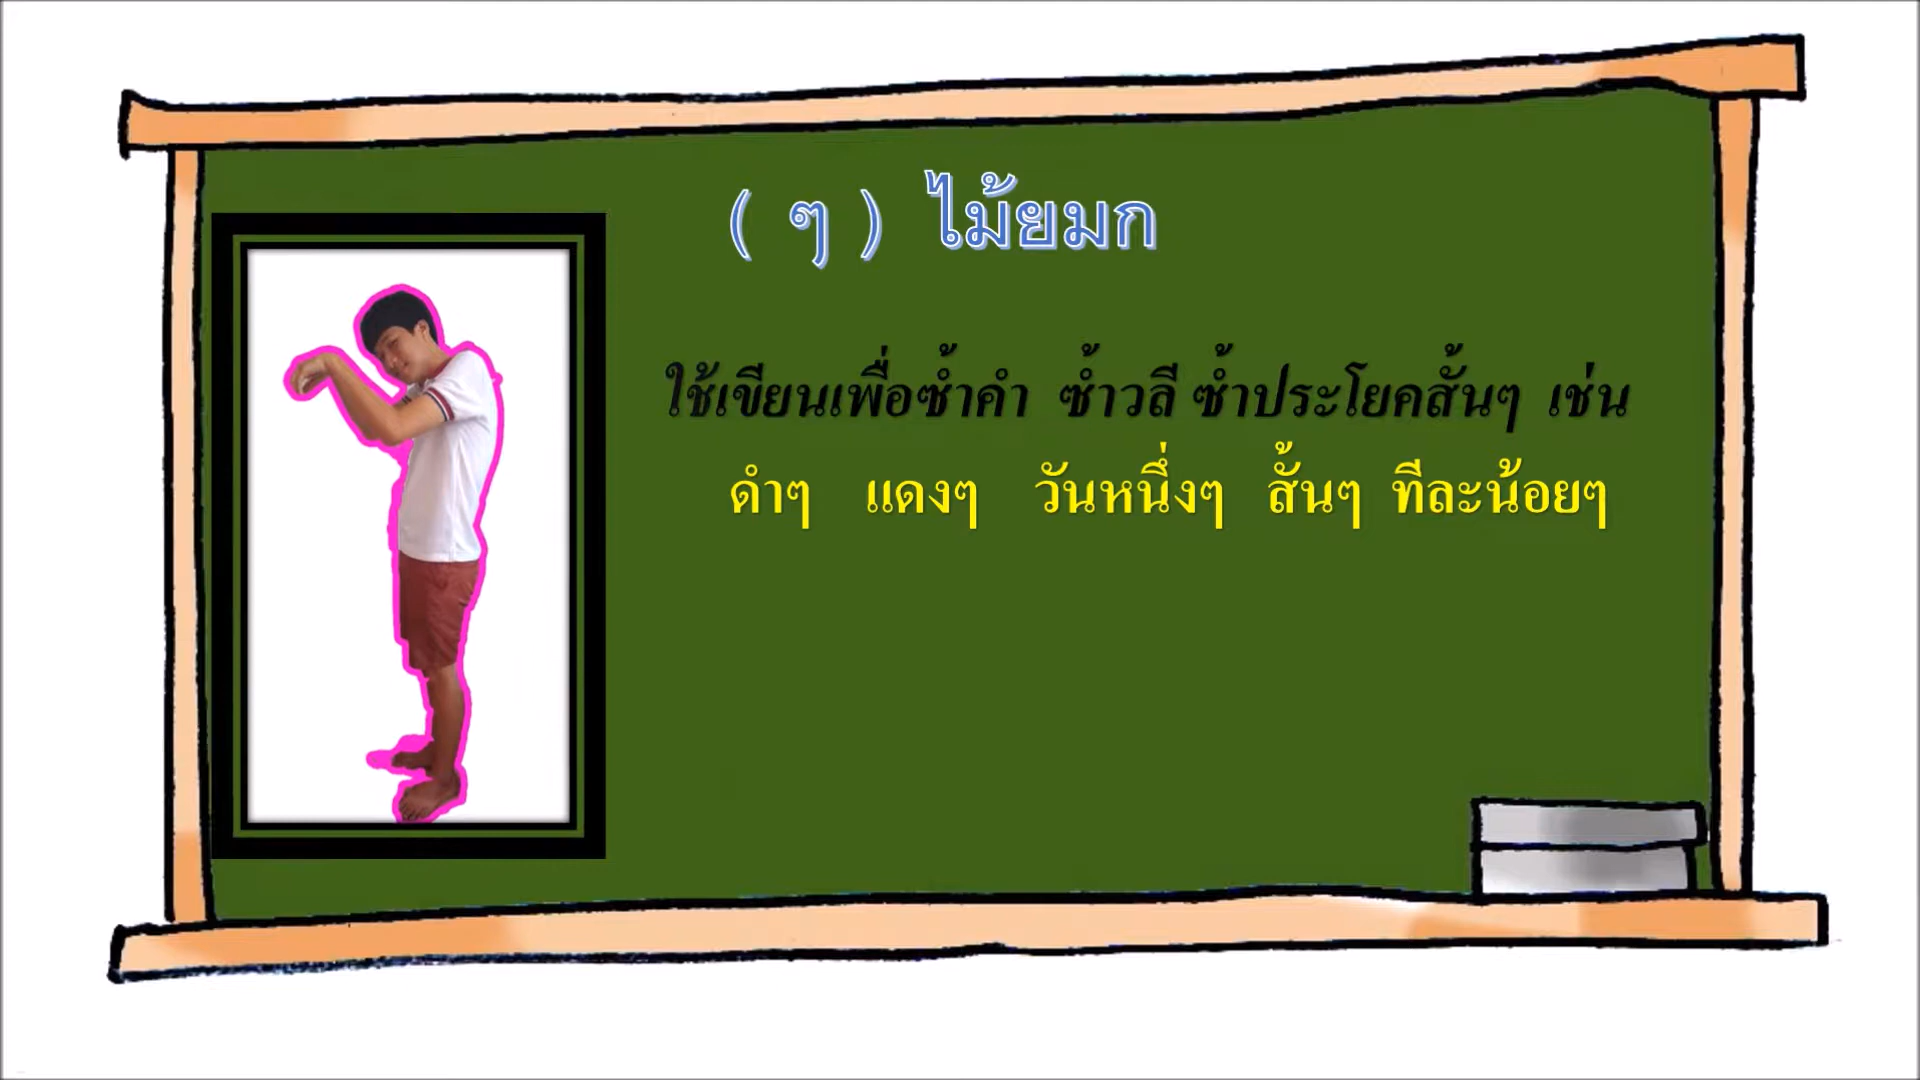 ( ๆ ) ไม้ยมก
ใช้เขียนเพื่อซ้ำคำ ซ้ำวลี ซ้ำประโยคสั้นๆ เช่น
ดำๆ แดงๆ วันหนึ่งๆ สั้นๆ ทีละน้อยๆ